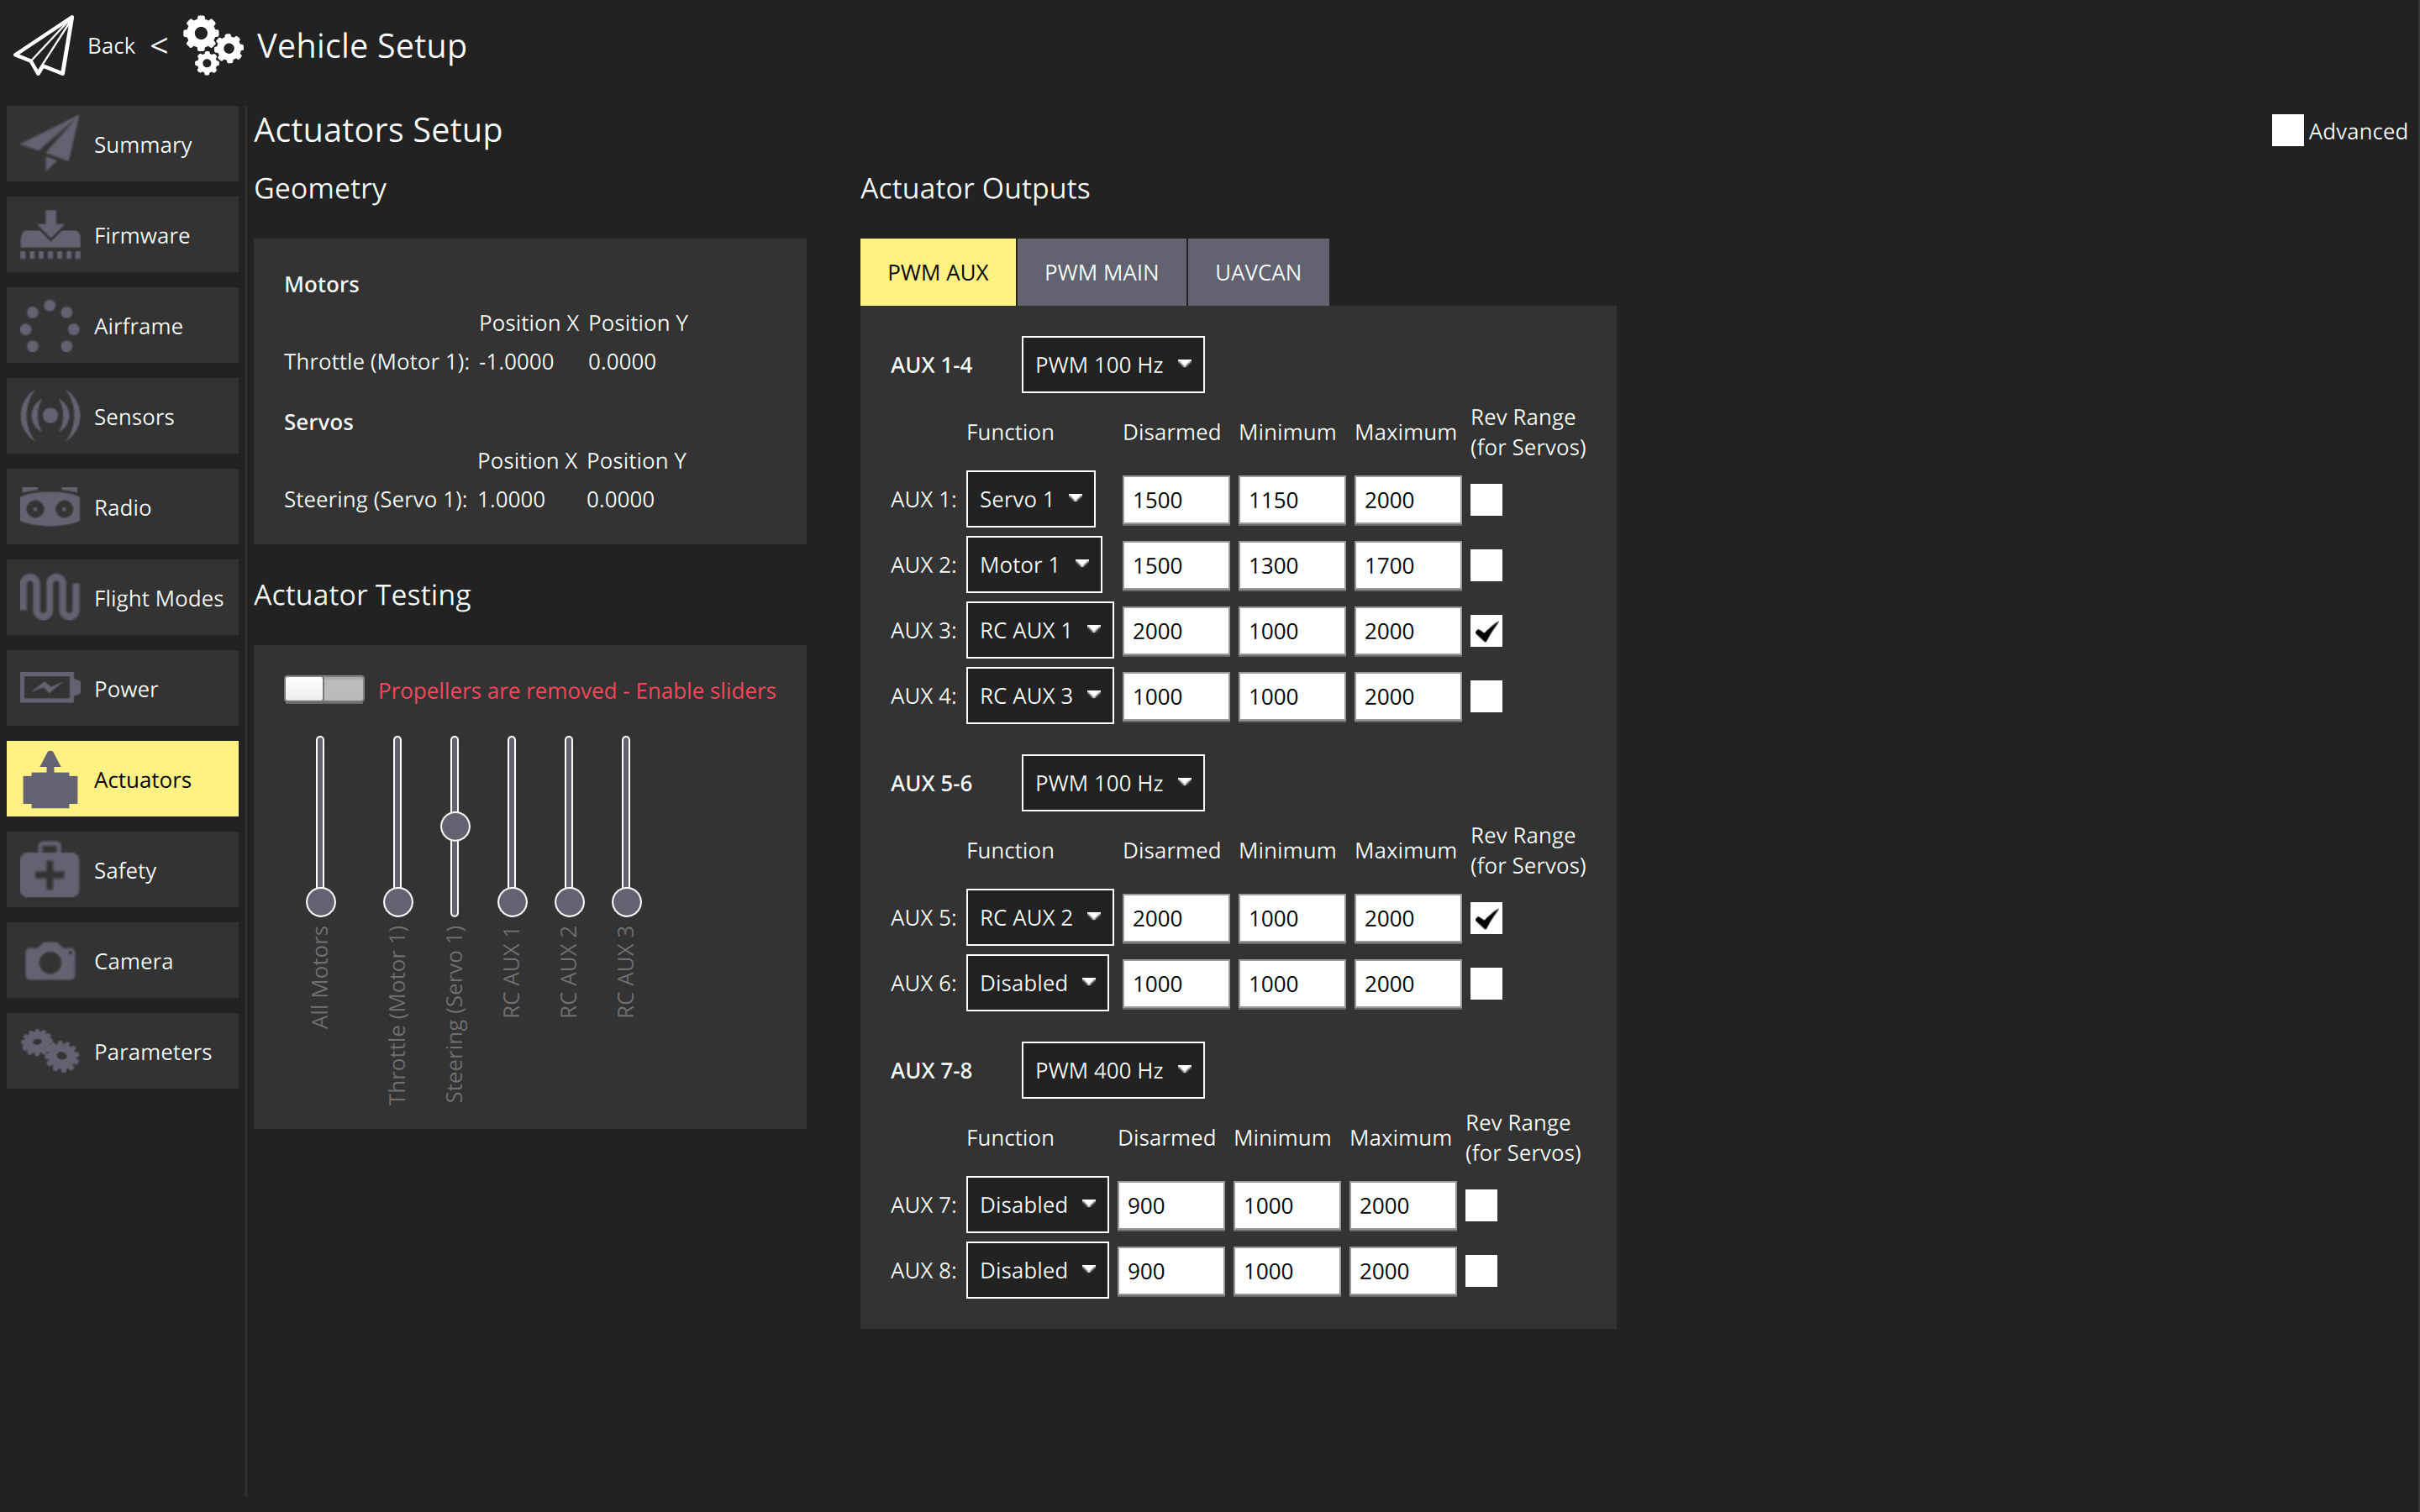 Back < Vehicle Setup
Summary
Firmware
Airframe
Sensors
Radio
Flight Modes
Power
Actuators
Safety
Camera
Parameters
Actuators Setup
Advanced
Geometry
Motors
Position X Position Y
Throttle (Motor 1): -1.0000 0.0000
Servos
Position X Position Y
Steering (Servo 1): 1.0000 0.0000
Actuator Testing
Propellers are removed - Enable sliders
All Motors
Throttle (Motor 1)
Steering (Servo 1)
RC AUX 1
RC AUX 2
RC AUX 3
Actuator Outputs
PWM AUX PWM MAIN UAVCAN
AUX 1-4 PWM 100 Hz
Function Disarmed Minimum Maximum Rev Range
(for Servos)
AUX 1: Servo 1 1500 1150 2000
AUX 2: Motor 1 1500 1300 1700
AUX 3: RC AUX 1 2000 1000 2000
AUX 4: RC AUX 3 1000 1000 2000
AUX 5-6 PWM 100 Hz
Function Disarmed Minimum Maximum Rev Range
(for Servos)
AUX 5: RC AUX 2 2000 1000 2000
AUX 6: Disabled 1000 1000 2000
AUX 7-8 PWM 400 Hz
Function Disarmed Minimum Maximum Rev Range
(for Servos)
AUX 7: Disabled 900 1000 2000
AUX 8: Disabled 900 1000 2000